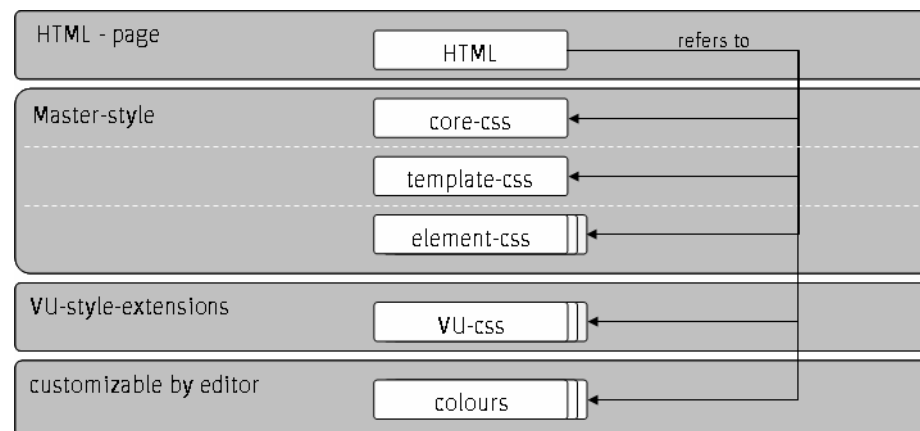 HTML - page
HTML
refers to
Master-style
core-css
template-css
element-css
VU-style-extensions
VU-css
customizable by editor
colours